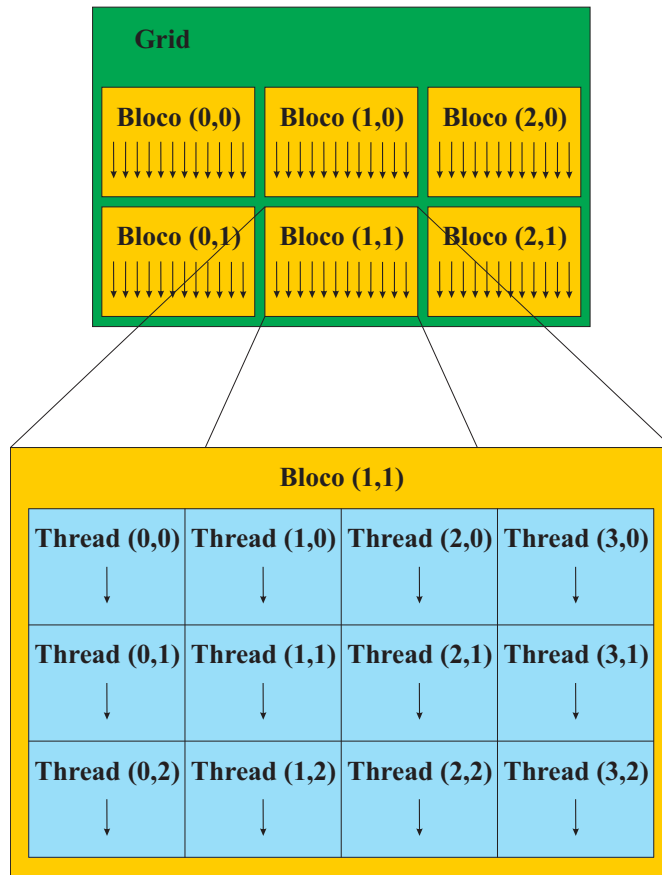 Grid
Bloco (0,0) Bloco (1,0) Bloco (2,0)
Bloco (0,1) Bloco (1,1) Bloco (2,1)
Bloco (1,1)
Thread (0,0) Thread (1,0) Thread (2,0) Thread (3,0)
Thread (0,1) Thread (1,1) Thread (2,1) Thread (3,1)
Thread (0,2) Thread (1,2) Thread (2,2) Thread (3,2)